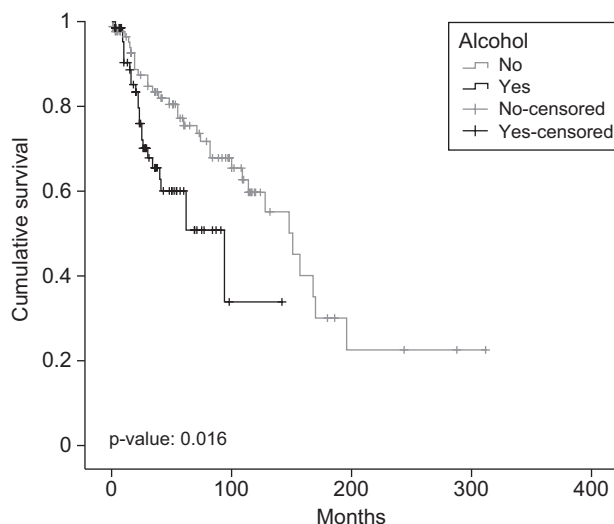 Cumulative survival
1
0.8
0.6
0.4
0.2
0
Alcohol
No
Yes
No-censored
Yes-censored
p-value: 0.016
0 100 200 300 400
Months